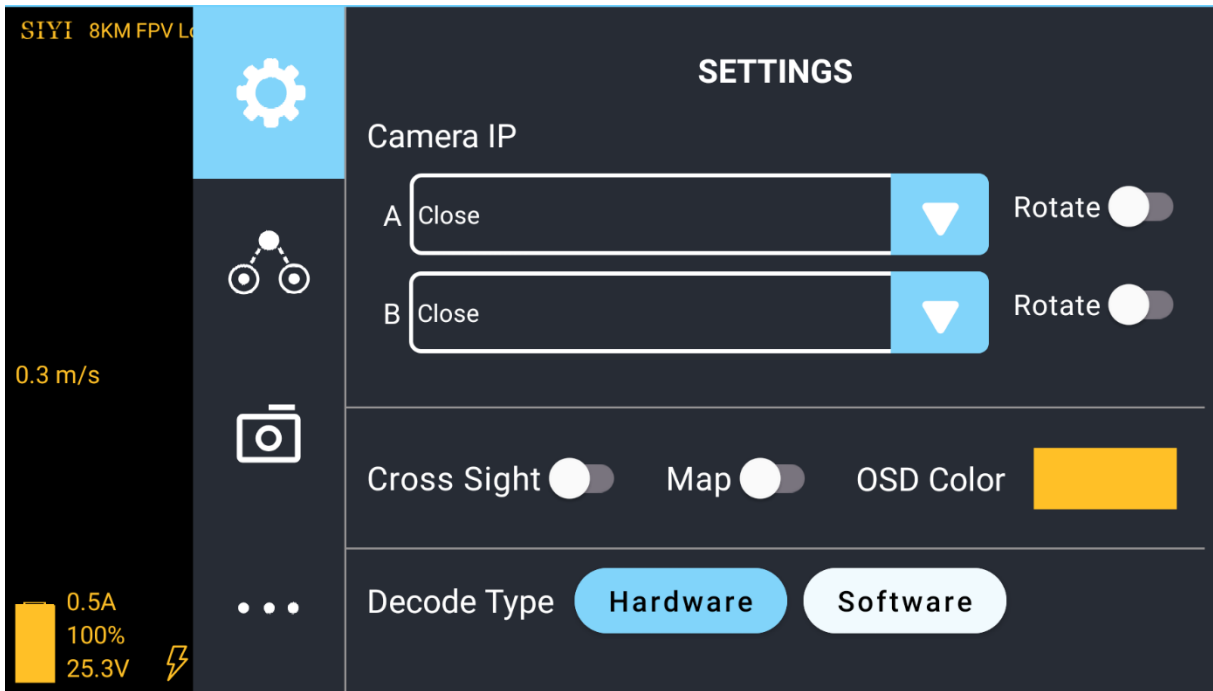 SIYI 8KM FPV
SETTINGS
Camera IP
A Close Rotate
B Close Rotate
0.3 m/s
Cross Sight Map OSD Color
0.5A
100%
25.3V
Decode Type Hardware Software